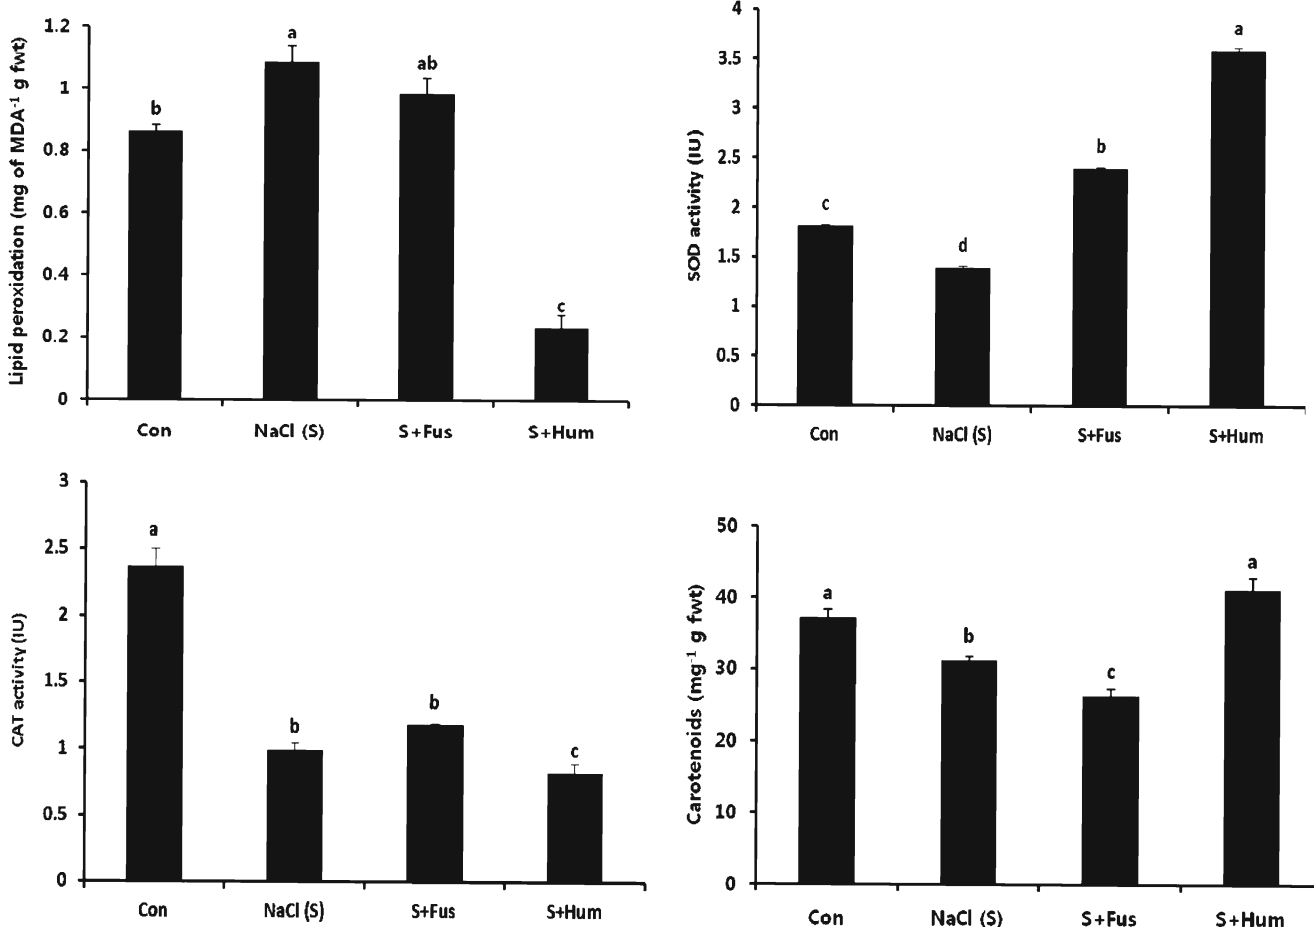 Lipid peroxidation (mg of MDA⁻¹ g fwt)
1.2
1
0.8
0.6
0.4
0.2
0
b
a
ab
c
Con NaCl (S) S+Fus S+Hum
SOD activity (IU)
4
3.5
3
2.5
2
1.5
1
0.5
0
c
d
b
a
Con NaCl (S) S+Fus S+Hum
CAT activity (IU)
3
2.5
2
1.5
1
0.5
0
a
b
b
c
Con NaCl (S) S+Fus S+Hum
Carotenoids (mg⁻¹ g fwt)
50
40
30
20
10
0
a
b
c
a
Con NaCl (S) S+Fus S+Hum